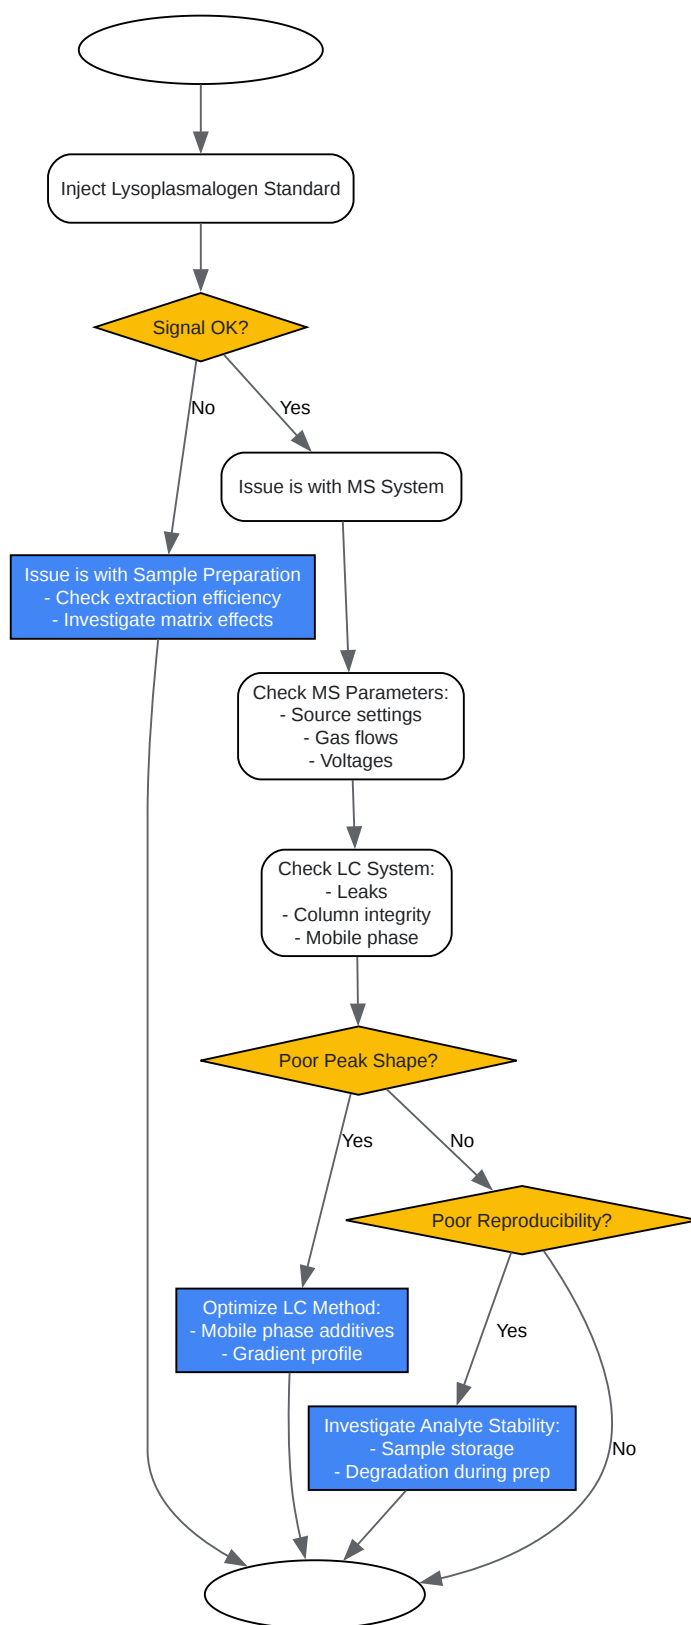 Inject Lysoplasmalogen Standard
Signal OK?
No
Yes
Issue is with MS System
Issue is with Sample Preparation
- Check extraction efficiency
- Investigate matrix effects
Check MS Parameters:
- Source settings
- Gas flows
- Voltages
Check LC System:
- Leaks
- Column integrity
- Mobile phase
Poor Peak Shape?
Yes
No
Poor Reproducibility?
Optimize LC Method:
- Mobile phase additives
- Gradient profile
Yes
Investigate Analyte Stability:
- Sample storage
- Degradation during prep
No